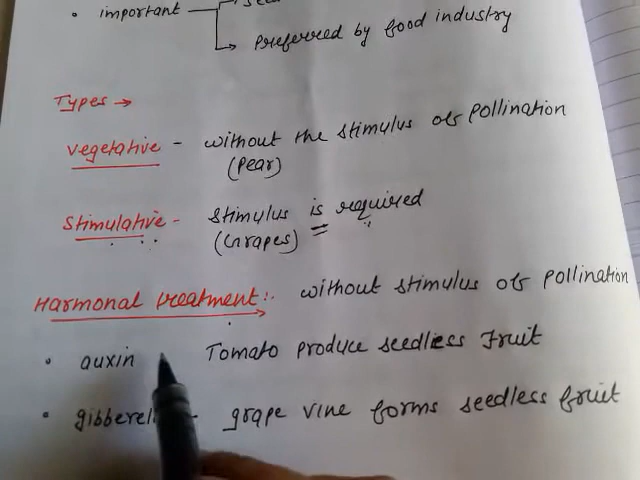 • important
Preferred by food industry
Types →
Vegetative - without the stimulus of Pollination
(Pear)
Stimulative - Stimulus is required
(Grapes)
Harmonal treatment:- without stimulus of pollination
• auxin Tomato produce seedless fruit
• - grape vine forms seedless fruit